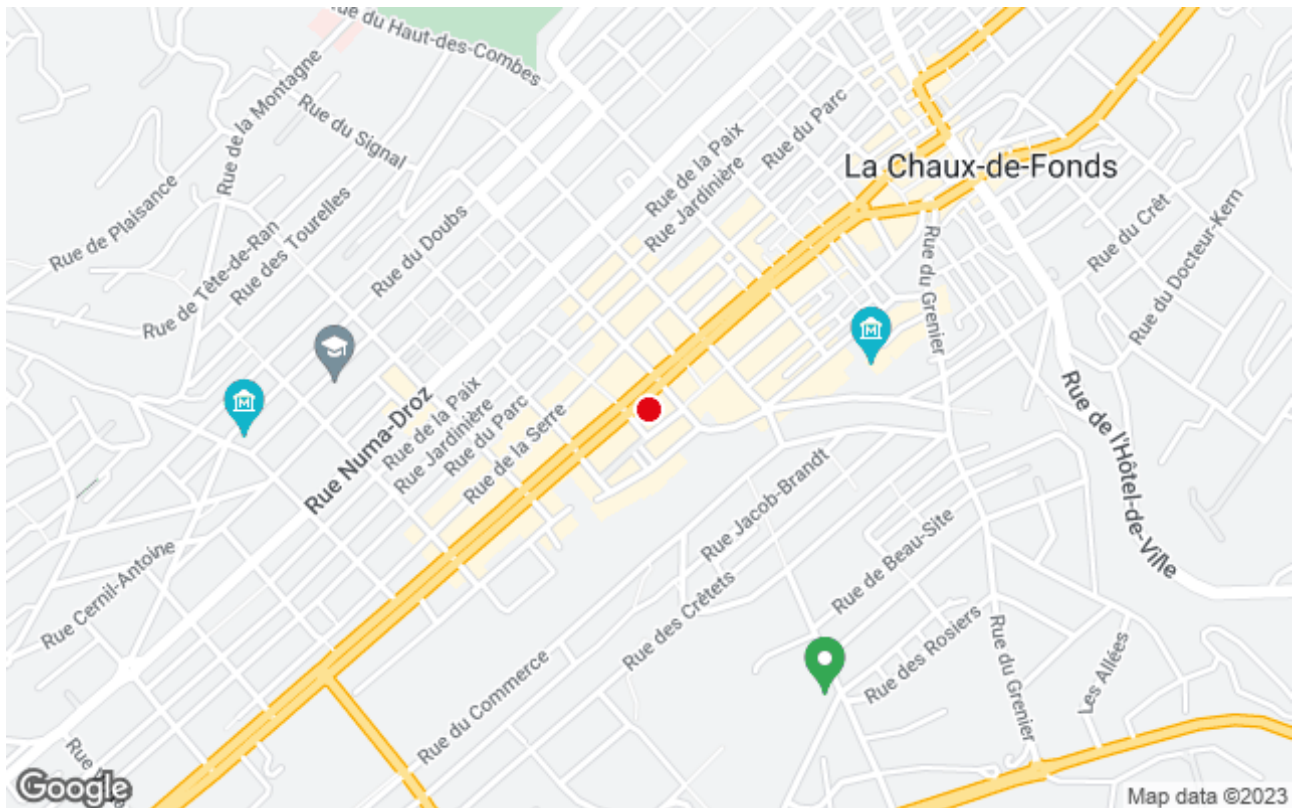 Rue du Haut-des-Combes
Rue de la Montagne
Rue du Signal
Rue de la Paix
Rue Jardinière
Rue du Parc
La Chaux-de-Fonds
Rue de Plaisance
Rue de Tête-de-Ran
Rue des Tourelles
Rue du Doubs
Rue du Grenier
Rue du Crêt
Rue du Docteur-Kern
Rue Numa-Droz
Rue de la Paix
Rue Jardinière
Rue du Parc
Rue de la Serre
Rue de l'Hôtel-de-Ville
Rue Jacob-Brandt
Rue de Beau-Site
Rue Cernil-Antoine
Rue des Crêtets
Rue des Rosiers
Rue du Grenier
Les Allées
Rue du Commerce
Rue
Google
Map data ©2023